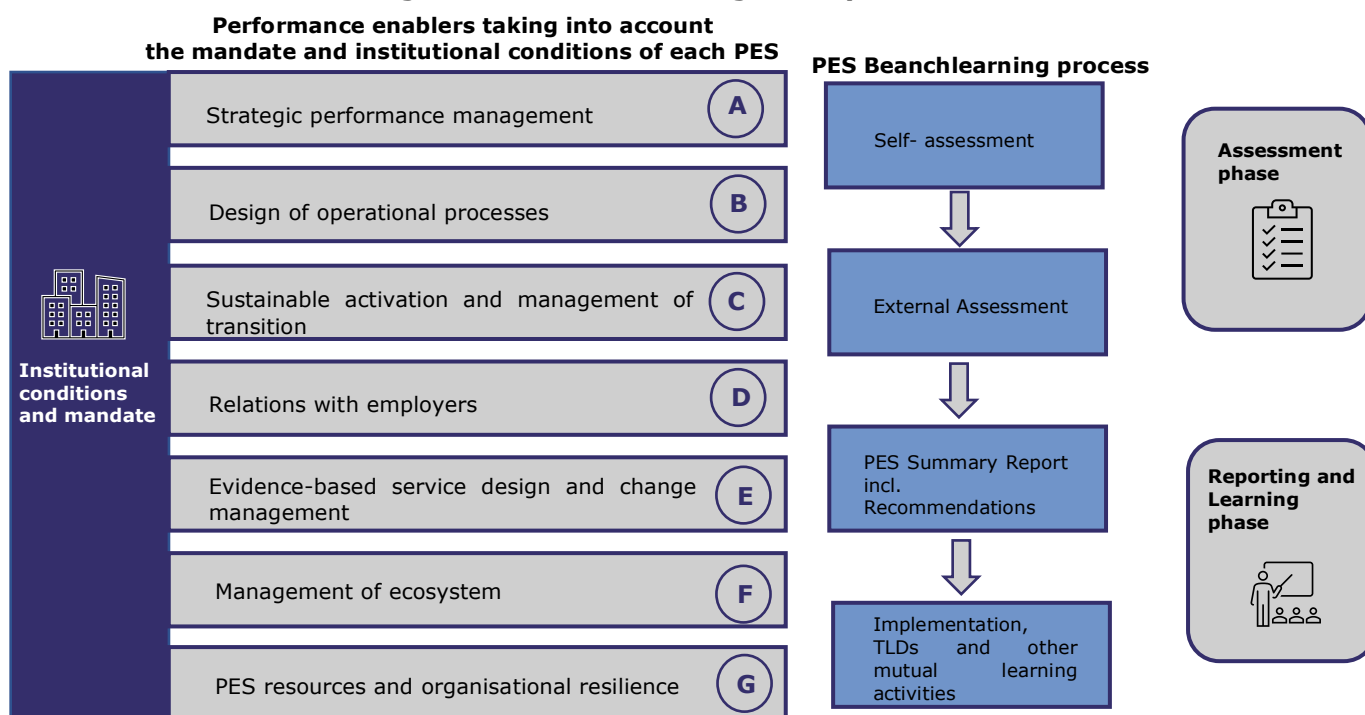 Performance enablers taking into account
the mandate and institutional conditions of each PES
Institutional
conditions
and mandate
Strategic performance management
A
Design of operational processes
B
Sustainable activation and management of
transition
C
Relations with employers
D
Evidence-based service design and change
management
E
Management of ecosystem
F
PES resources and organisational resilience
G
PES Beanchlearning process
Self- assessment
External Assessment
PES Summary Report
incl.
Recommendations
Implementation,
TLDs and other
mutual learning
activities
Assessment
phase
Reporting and
Learning
phase